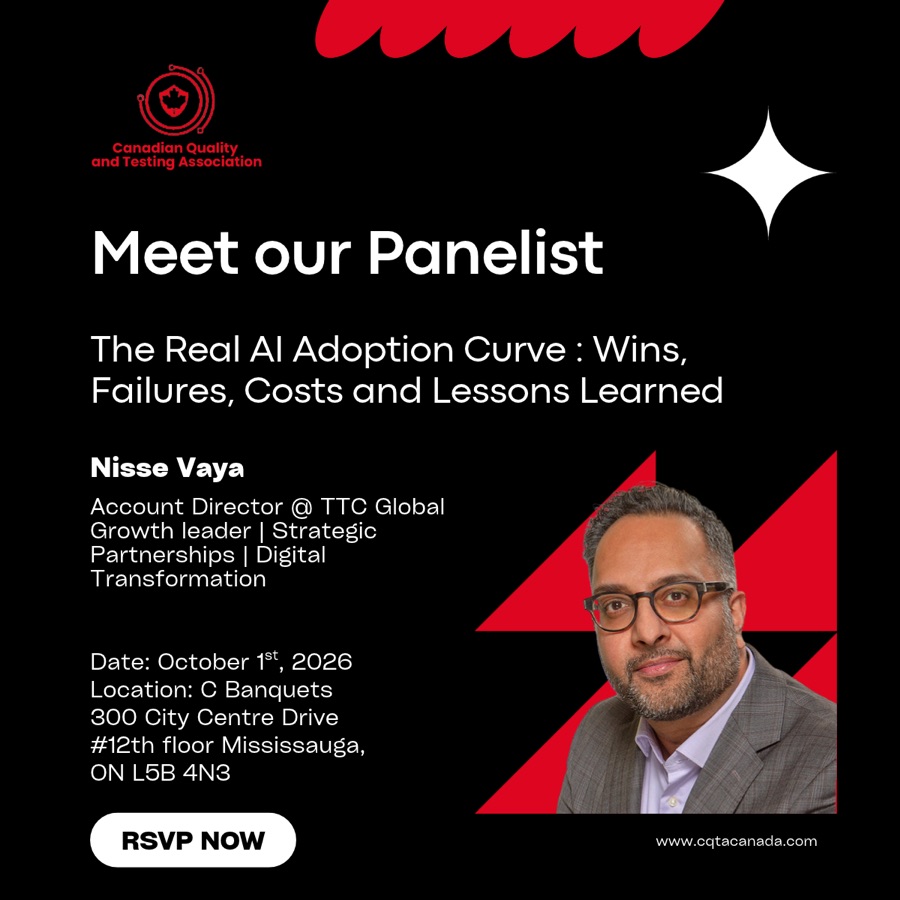 Canadian Quality
and Testing Association
Meet our Panelist
The Real AI Adoption Curve : Wins,
Failures, Costs and Lessons Learned
Nisse Vaya
Account Director @ TTC Global
Growth leader | Strategic
Partnerships | Digital
Transformation
Date: October 1st, 2026
Location: C Banquets
300 City Centre Drive
#12th floor Mississauga,
ON L5B 4N3
RSVP NOW
www.cqtacanada.com